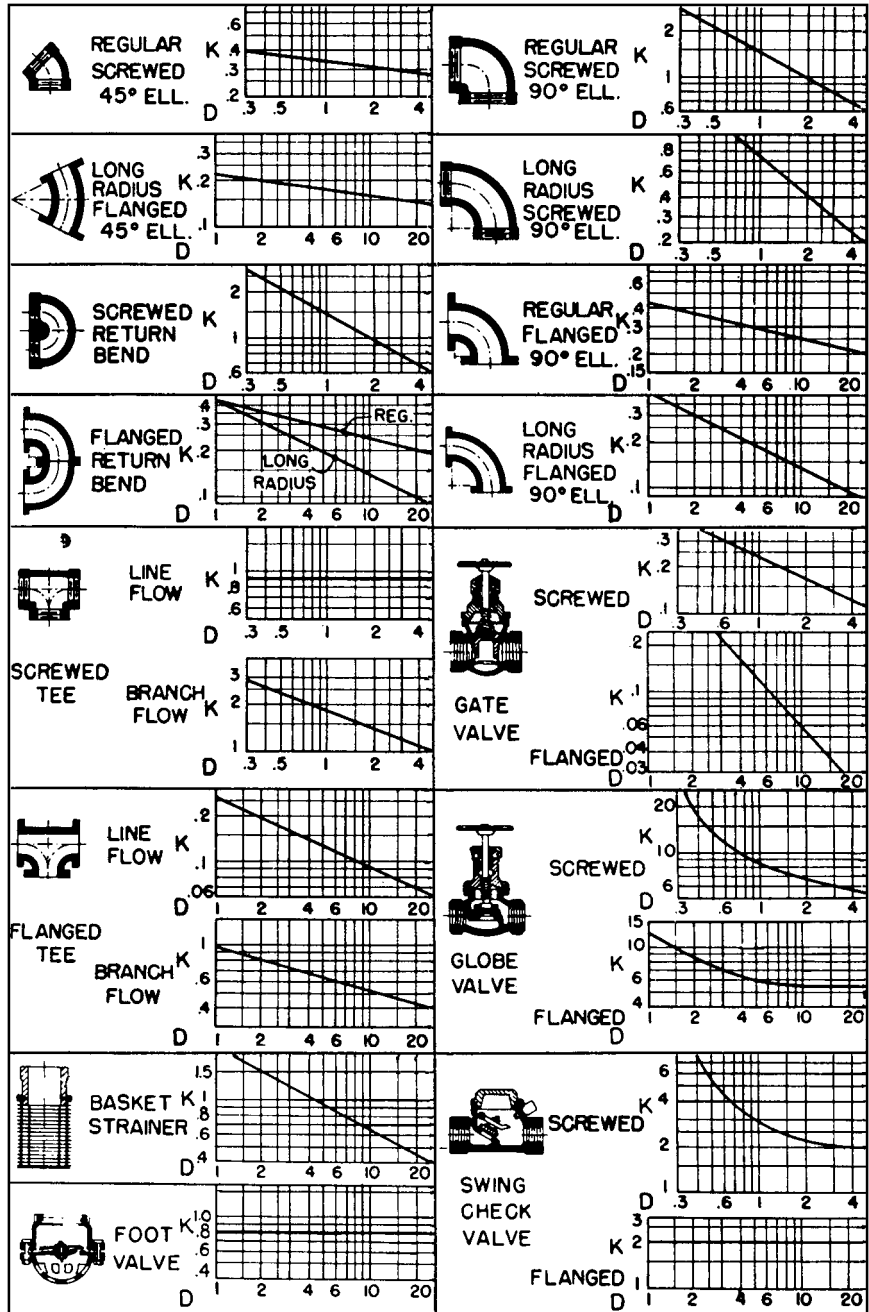 REGULAR
SCREWED
45° ELL.
K
.6
.4
.3
.2
D
.3 .5 1 2 4
REGULAR
SCREWED
90° ELL.
K
2
1
.6
D
.3 .5 1 2 4
LONG
RADIUS
FLANGED
45° ELL.
K
.3
.2
.1
D
1 2 4 6 10 20
LONG
RADIUS
SCREWED
90° ELL.
K
.8
.6
.4
.3
.2
D
.3 .5 1 2 4
SCREWED
RETURN
BEND
K
2
1
.6
D
.3 .5 1 2 4
REGULAR
FLANGED
90° ELL.
K
.6
.4
.3
.2
.15
D
1 2 4 6 10 20
FLANGED
RETURN
BEND
K
.4
.3
.2
.1
REG.
LONG
RADIUS
D
1 2 4 6 10 20
LONG
RADIUS
FLANGED
90° ELL.
K
.3
.2
.1
D
1 2 4 6 10 20
SCREWED
TEE
LINE
FLOW
K
1
.8
.6
D
.3 .5 1 2 4
BRANCH
FLOW
K
3
2
1
D
.3 .5 1 2 4
GATE
VALVE
SCREWED
K
.3
.2
.1
D
.3 .6 1 2 4
FLANGED
K
.1
.06
.04
.03
D
1 2 4 6 10 20
FLANGED
TEE
LINE
FLOW
K
.2
.1
.06
D
1 2 4 6 10 20
BRANCH
FLOW
K
1
.6
.4
D
1 2 4 6 10 20
GLOBE
VALVE
SCREWED
K
20
10
6
D
.3 .6 1 2 4
FLANGED
K
15
10
6
4
D
1 2 4 6 10 20
BASKET
STRAINER
K
1.5
1
.8
.6
.4
D
1 2 4 6 10 20
SWING
CHECK
VALVE
SCREWED
K
6
4
2
1
D
.3 .6 1 2 4
FLANGED
K
3
2
1
D
1 2 4 6 10 20
FOOT
VALVE
K
1.0
.8
.6
.4
D
1 2 4 6 10 20